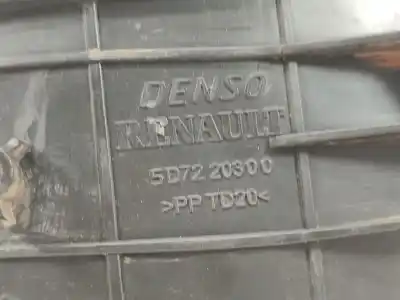 DENSO
RENAULT
5D72 20300
>PP TD20<